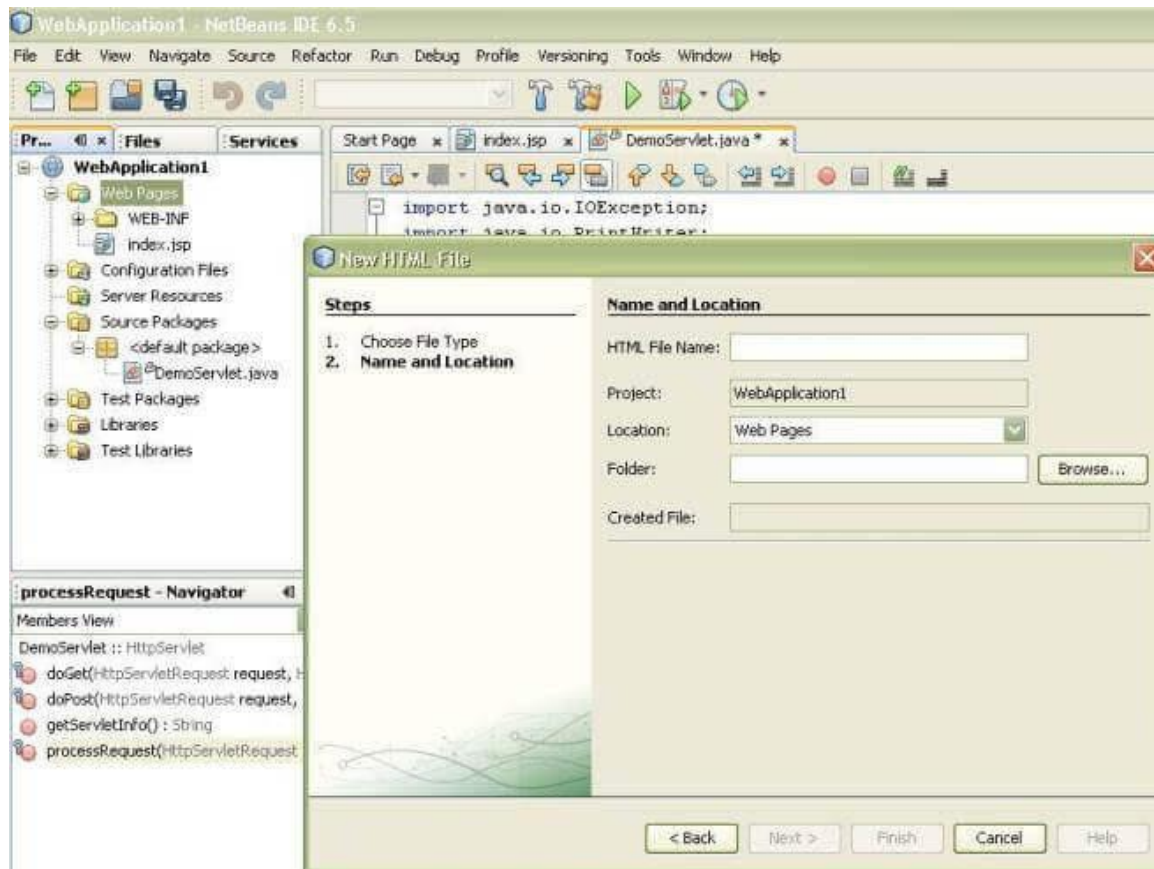 WebApplication1 - NetBeans IDE 6.5
File Edit View Navigate Source Refactor Run Debug Profile Versioning Tools Window Help
Pr... Files Services
WebApplication1
Web Pages
WEB-INF
index.jsp
Configuration Files
Server Resources
Source Packages
<default package>
DemoServlet.java
Test Packages
Libraries
Test Libraries
processRequest - Navigator
Members View
DemoServlet :: HttpServlet
doGet(HttpServletRequest request, H
doPost(HttpServletRequest request,
getServletInfo() : String
processRequest(HttpServletRequest
Start Page index.jsp DemoServlet.java *
import java.io.IOException;
import java.io.PrintWriter;
New HTML File
Steps
1. Choose File Type
2. Name and Location
Name and Location
HTML File Name:
Project: WebApplication1
Location: Web Pages
Folder: Browse...
Created File:
< Back Next > Finish Cancel Help